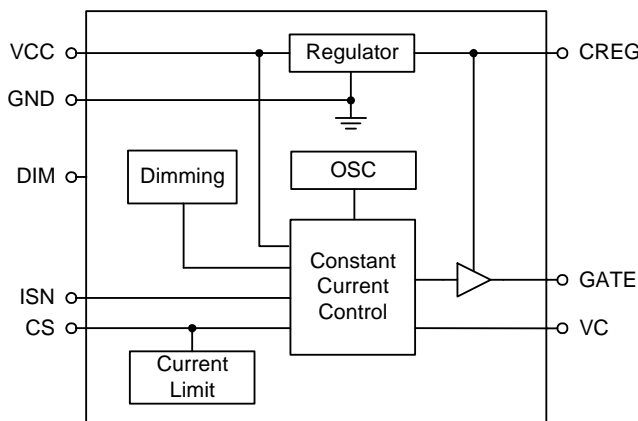 VCC
Regulator
CREG
GND
DIM
Dimming
OSC
Constant
Current
Control
ISN
GATE
CS
VC
Current
Limit